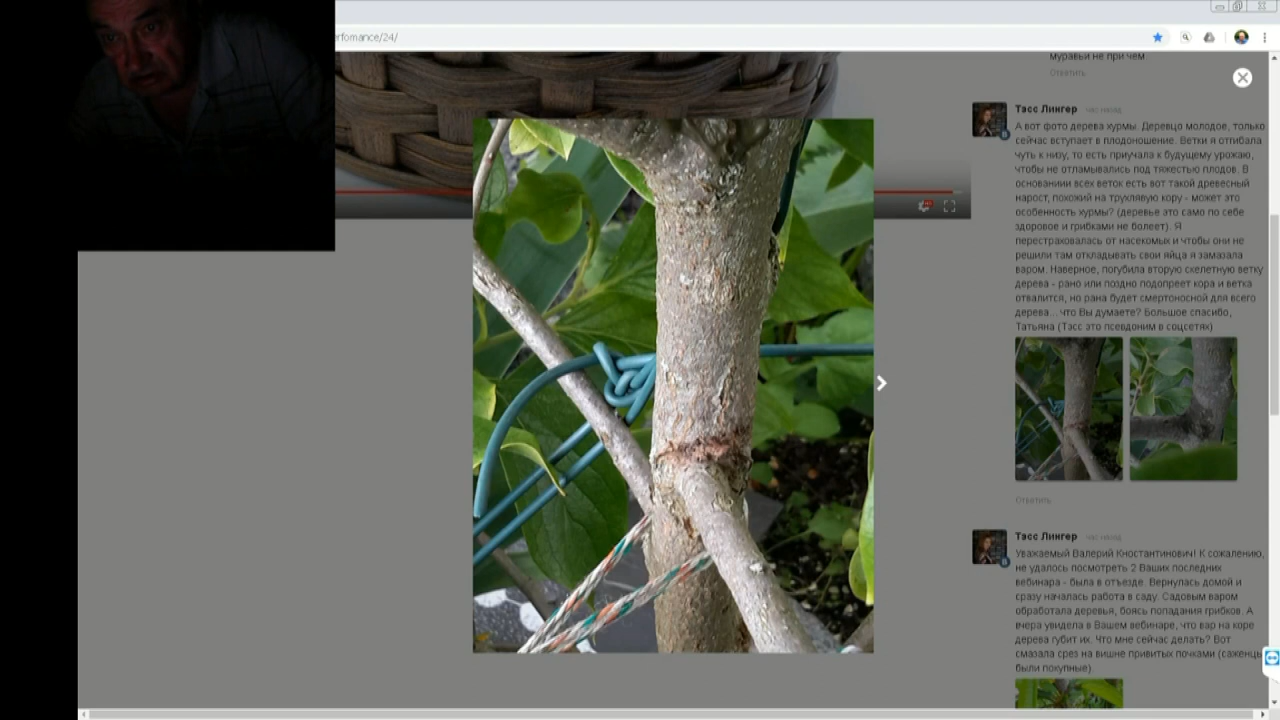 erfomance/24/
муравьи не при чем
Ответить
Тэсс Лингер час назад
А вот фото дерева хурмы. Деревцо молодое, только
сейчас вступает в плодоношение. Ветки я отгибала
чуть к низу, то есть приучала к будущему урожаю,
чтобы не отламывались под тяжестью плодов. В
основаниии всех веток есть вот такой древесный
нарост, похожий на трухлявую кору - может это
особенность хурмы? (деревье это само по себе
здоровое и грибками не болеет). Я
перестраховалась от насекомых и чтобы они не
решили там откладывать свои яйца я замазала
варом. Наверное, погубила вторую скелетную ветку
дерева - рано или поздно подопреет кора и ветка
отвалится, но рана будет смертоносной для всего
дерева... что Вы думаете? Большое спасибо,
Татьяна (Тэсс это псевдоним в соцсетях)
Ответить
Тэсс Лингер час назад
Уважаемый Валерий Кностантинович! К сожалению,
не удалось посмотреть 2 Ваших последних
вебинара - была в отъезде. Вернулась домой и
сразу началась работа в саду. Садовым варом
обработала деревья, боясь попадания грибков. А
вчера увидела в Вашем вебинаре, что вар на коре
дерева губит их. Что мне сейчас делать? Вот
смазала срез на вишне привитых почками (саженцы
были покупные).